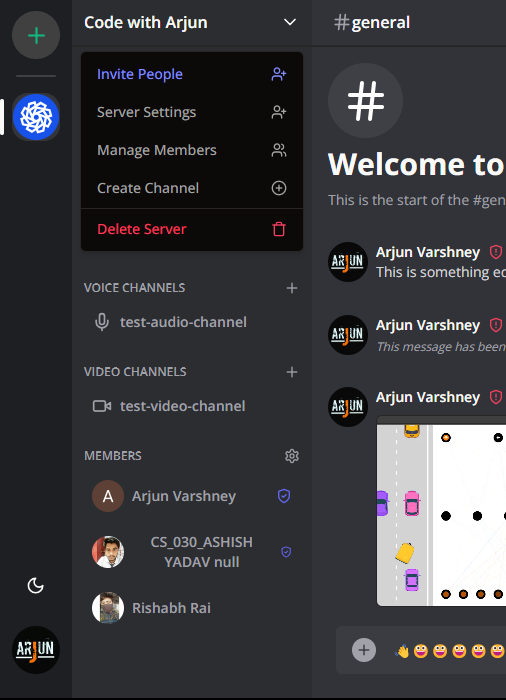 Code with Arjun
# general
Invite People
Server Settings
Manage Members
Create Channel
Delete Server
VOICE CHANNELS
test-audio-channel
VIDEO CHANNELS
test-video-channel
MEMBERS
A Arjun Varshney
CS_030_ASHISH
YADAV null
Rishabh Rai
ARJUN
#
Welcome to
This is the start of the #gen
ARJUN
Arjun Varshney
This is something ed
ARJUN
Arjun Varshney
This message has been
ARJUN
Arjun Varshney